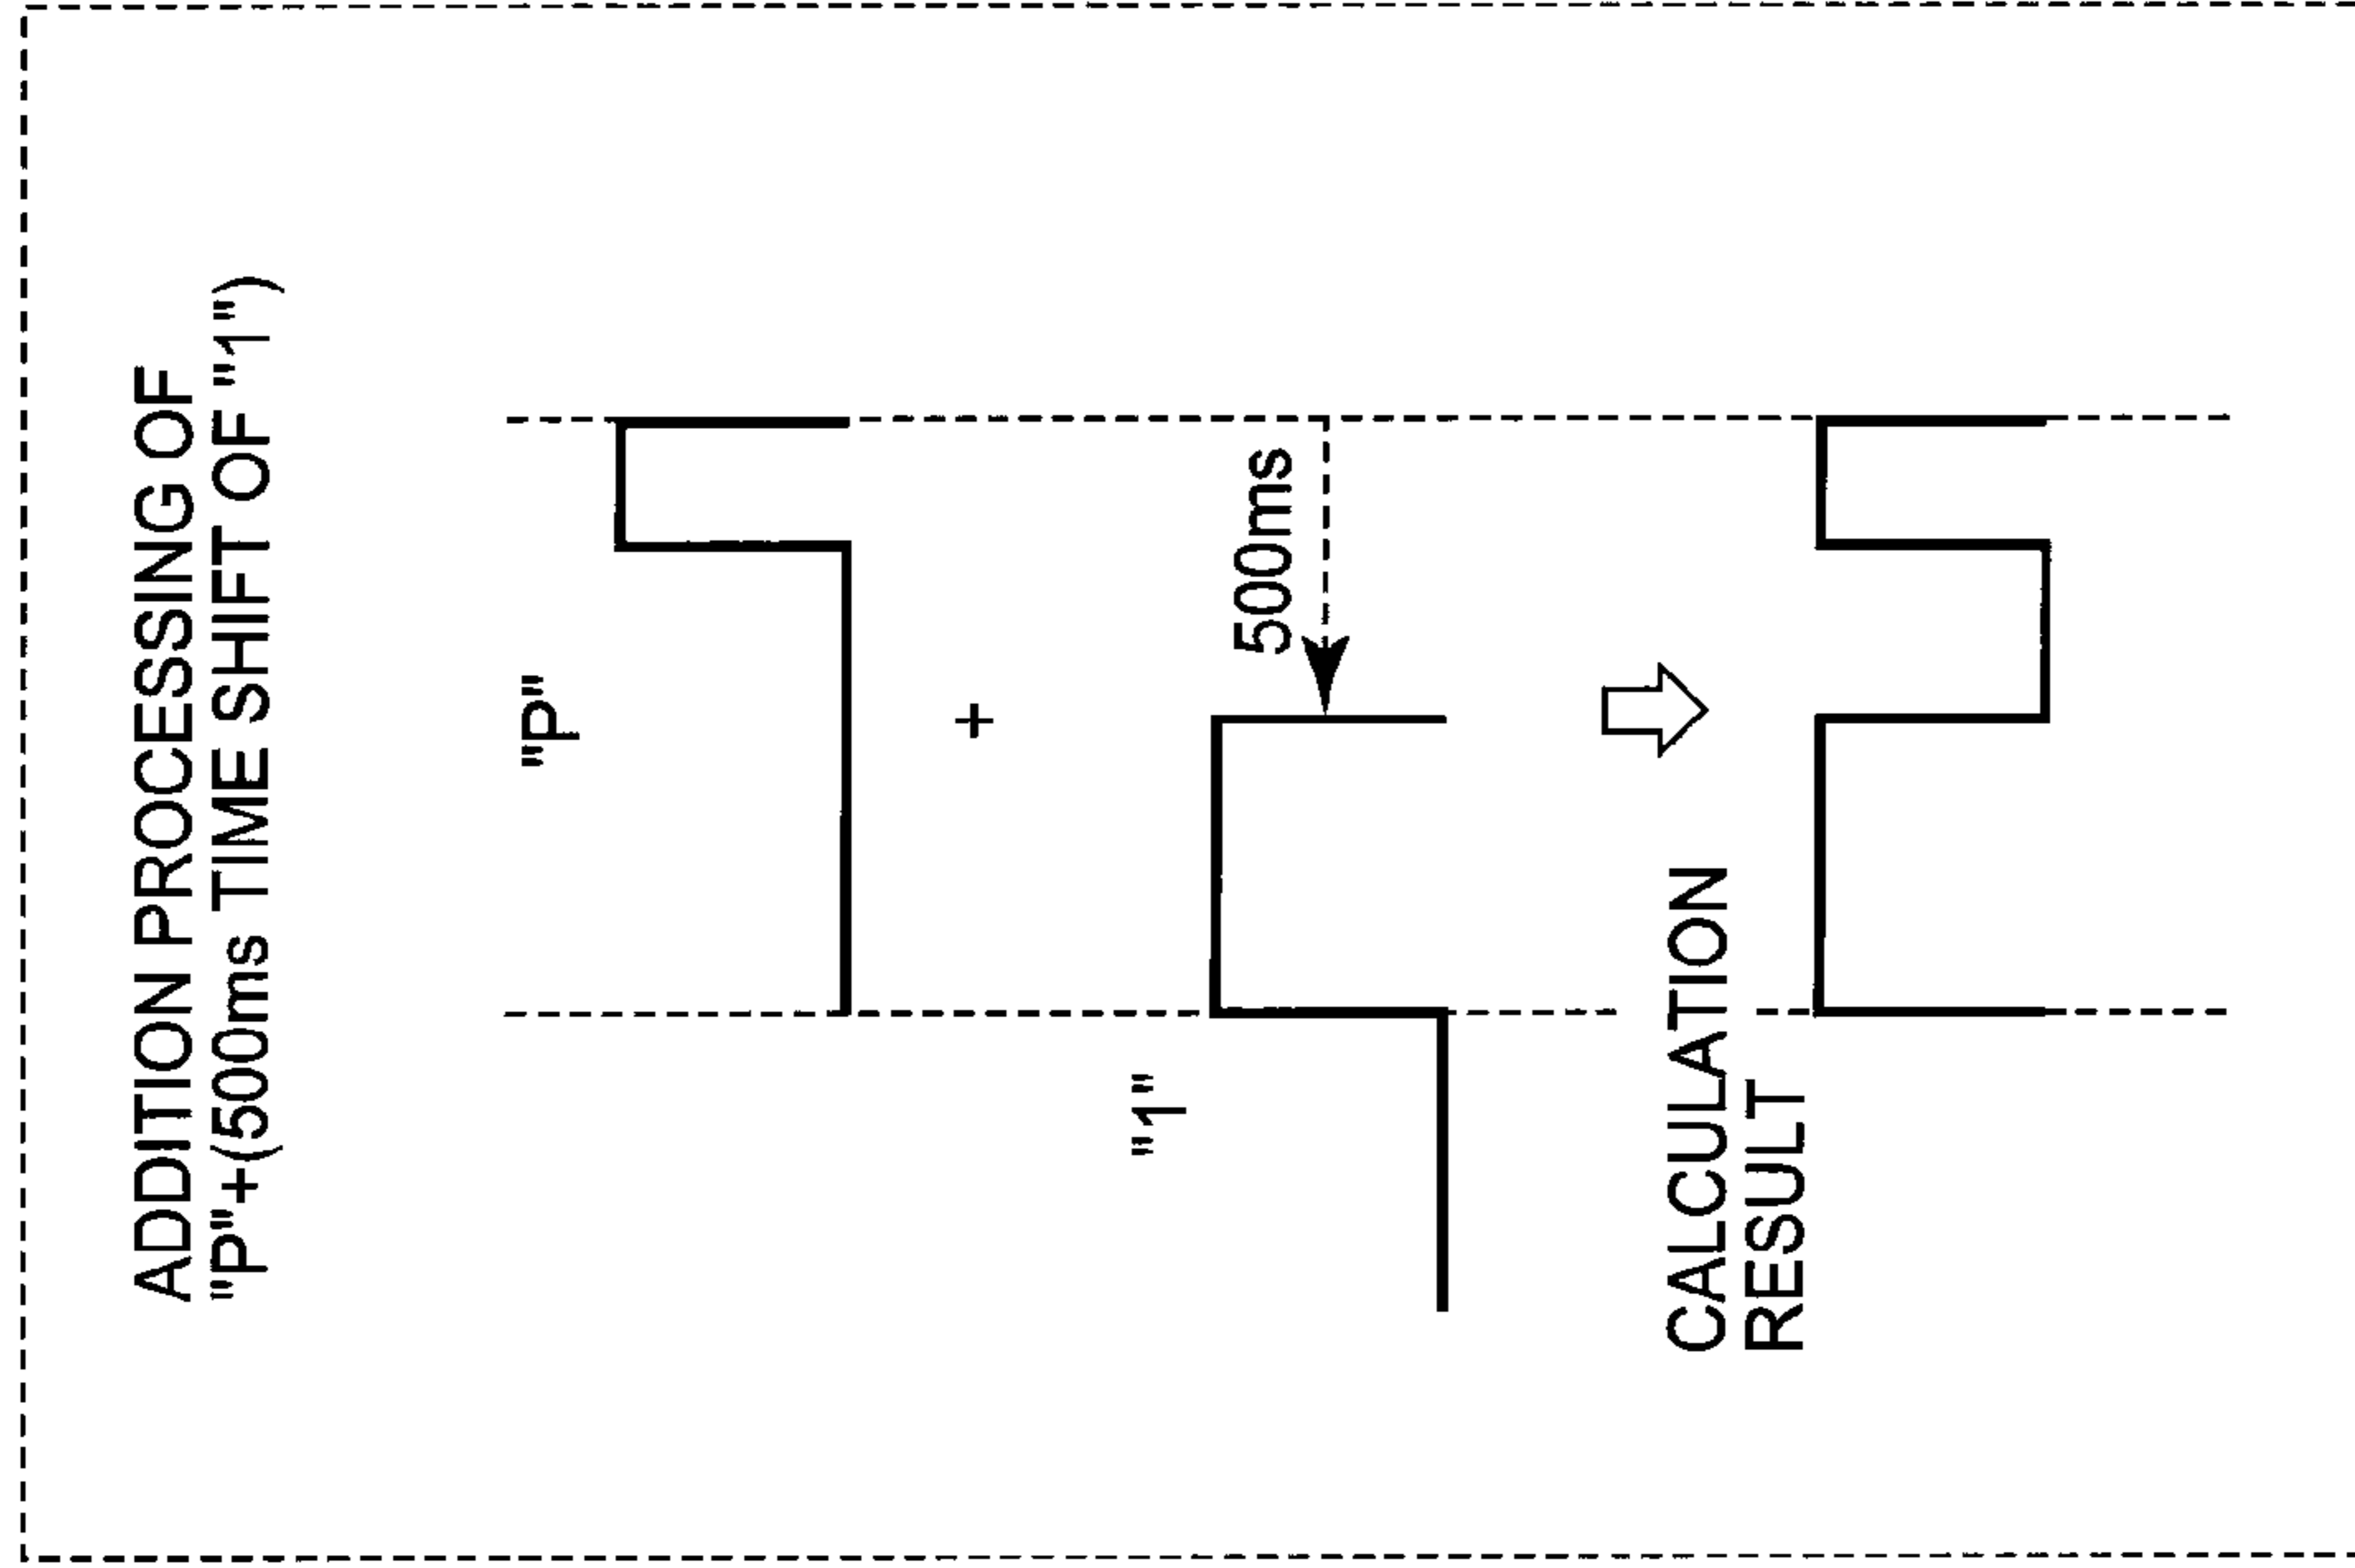 ADDITION PROCESSING OF
"P"+(500ms TIME SHIFT OF "1")
"P"
+
"1"
500ms
CALCULATION
RESULT